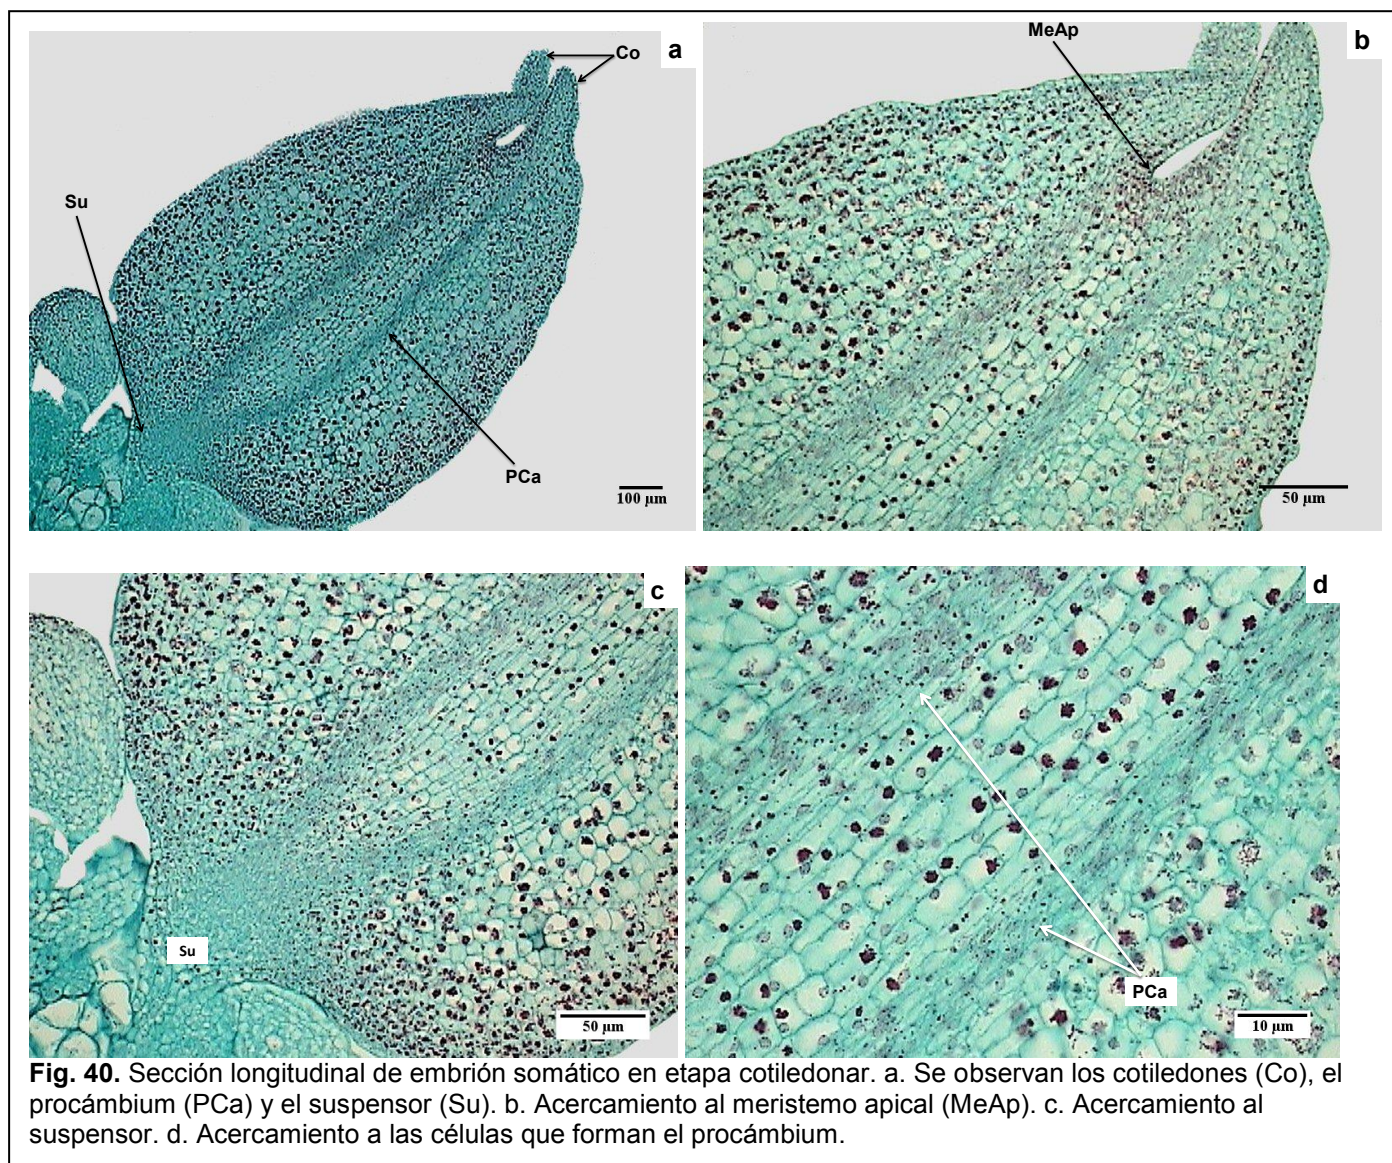 a
Co
Su
PCa
100 µm
MeAp
b
50 µm
c
Su
50 µm
d
PCa
10 µm
Fig. 40. Sección longitudinal de embrión somático en etapa cotiledonar. a. Se observan los cotiledones (Co), el
procámbium (PCa) y el suspensor (Su). b. Acercamiento al meristemo apical (MeAp). c. Acercamiento al
suspensor. d. Acercamiento a las células que forman el procámbium.